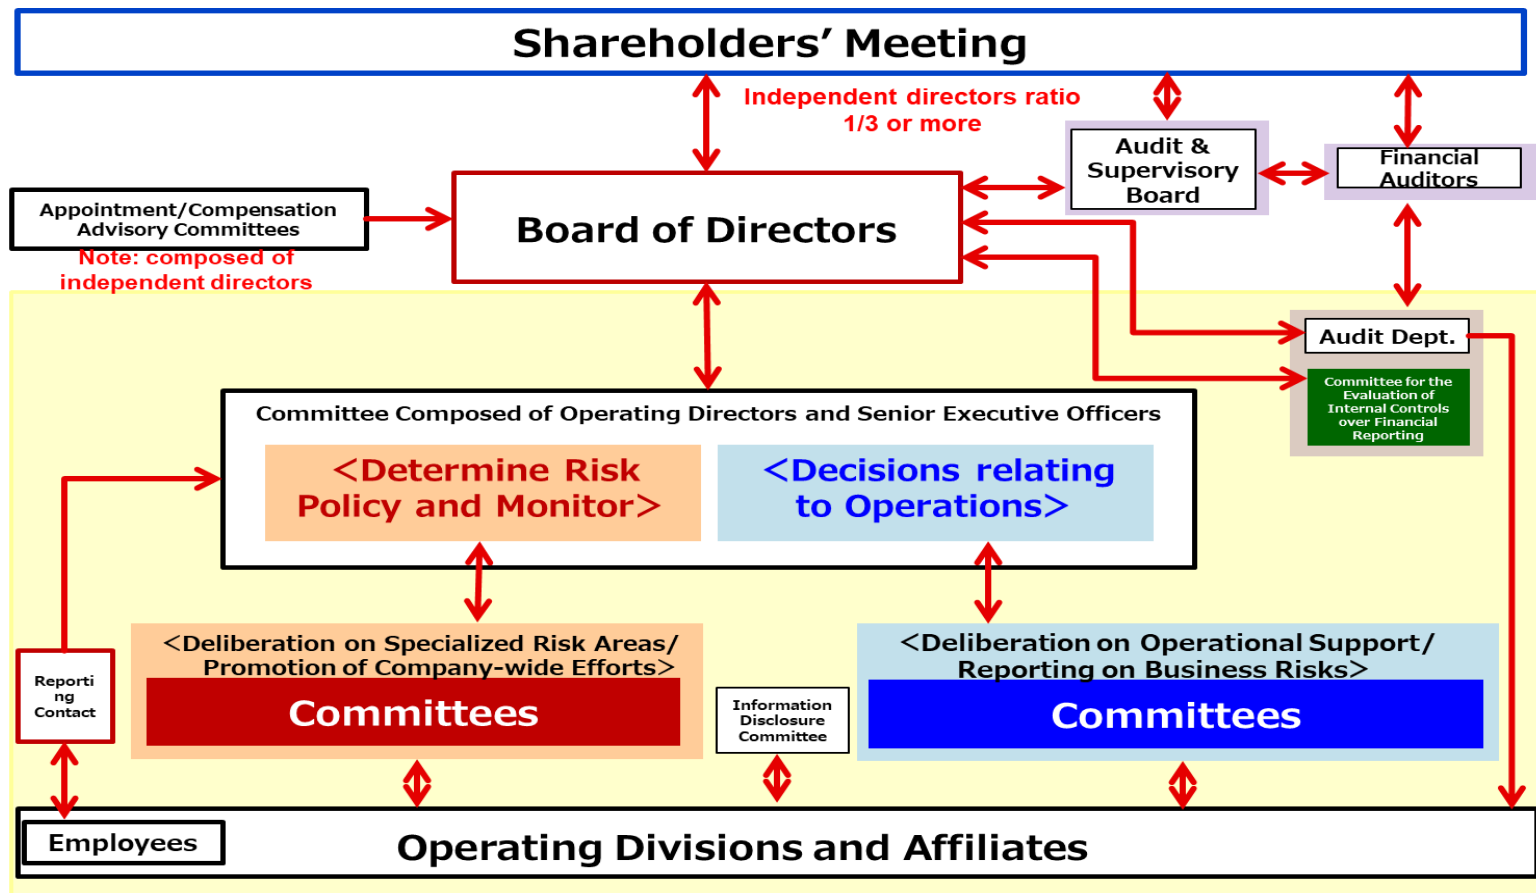 Shareholders’ Meeting
Independent directors ratio
1/3 or more
Audit &
Supervisory
Board
Financial
Auditors
Appointment/Compensation
Advisory Committees
Note: composed of
independent directors
Board of Directors
Audit Dept.
Committee for the
Evaluation of
Internal Controls
over Financial
Reporting
Committee Composed of Operating Directors and Senior Executive Officers
<Determine Risk
Policy and Monitor>
<Decisions relating
to Operations>
<Deliberation on Specialized Risk Areas/
Promotion of Company-wide Efforts>
Committees
<Deliberation on Operational Support/
Reporting on Business Risks>
Committees
Reporti
ng
Contact
Information
Disclosure
Committee
Employees
Operating Divisions and Affiliates